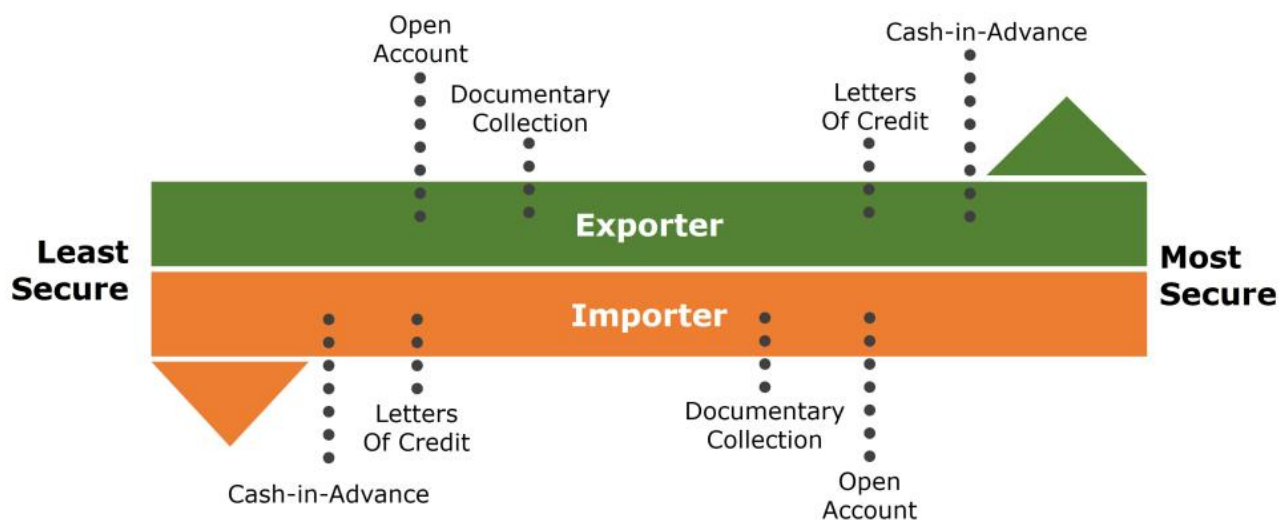 Open
Account
Cash-in-Advance
Documentary
Collection
Letters
Of Credit
Exporter
Least
Secure
Most
Secure
Importer
Letters
Of Credit
Documentary
Collection
Cash-in-Advance
Open
Account